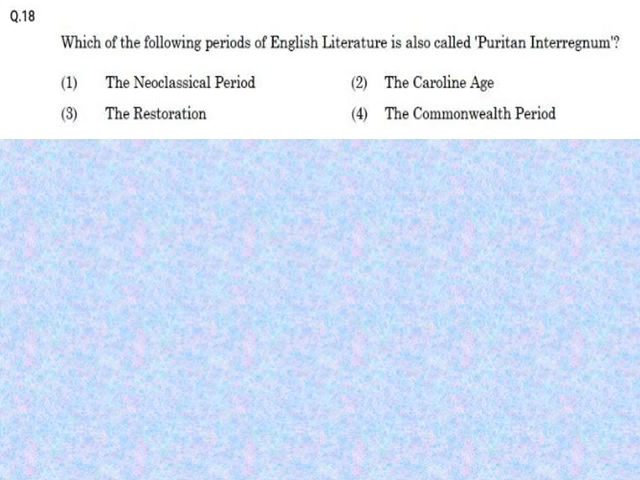 Q.18
Which of the following periods of English Literature is also called 'Puritan Interregnum'?
(1) The Neoclassical Period (2) The Caroline Age
(3) The Restoration (4) The Commonwealth Period